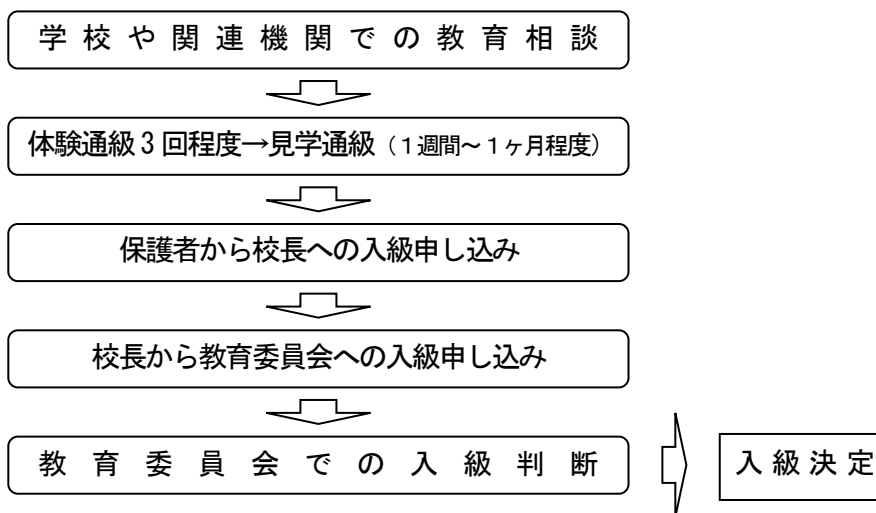 学校や関連機関での教育相談
体験通級3回程度→見学通級(1週間~1ヶ月程度)
保護者から校長への入級申し込み
校長から教育委員会への入級申し込み
教育委員会での入級判断
入級決定